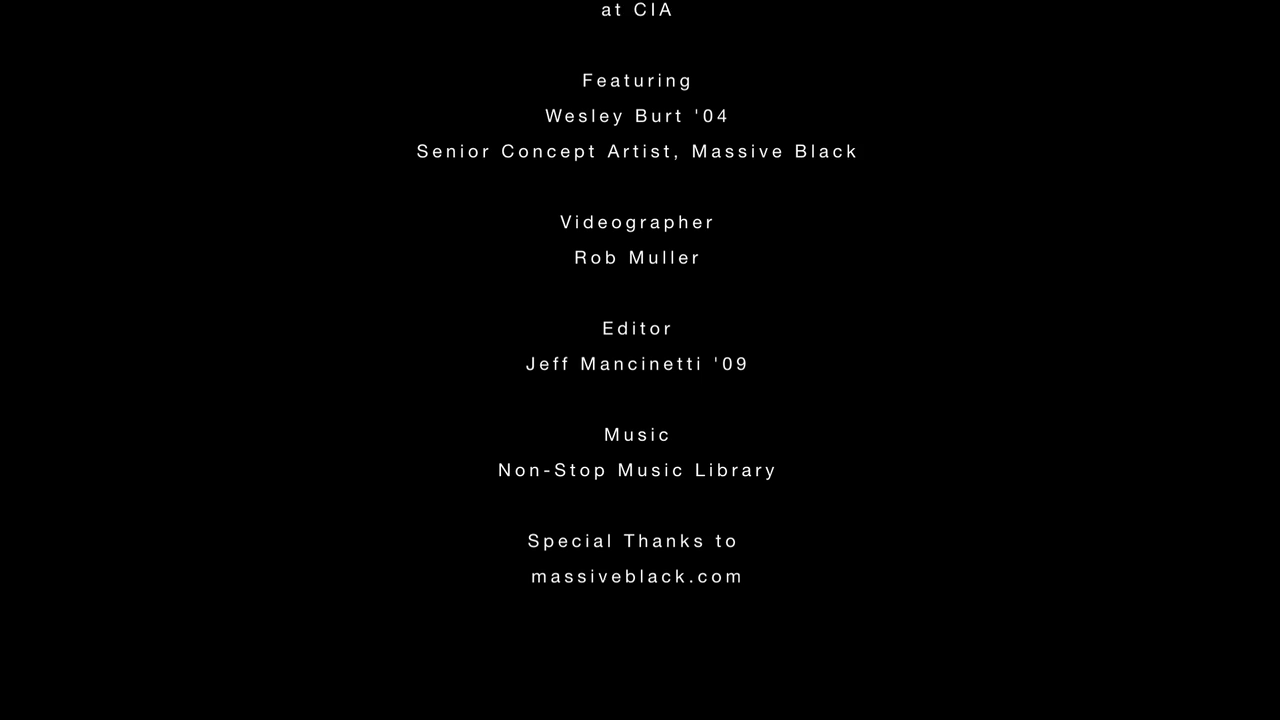 at CIA
Featuring
Wesley Burt '04
Senior Concept Artist, Massive Black
Videographer
Rob Muller
Editor
Jeff Mancinetti '09
Music
Non-Stop Music Library
Special Thanks to
massiveblack.com